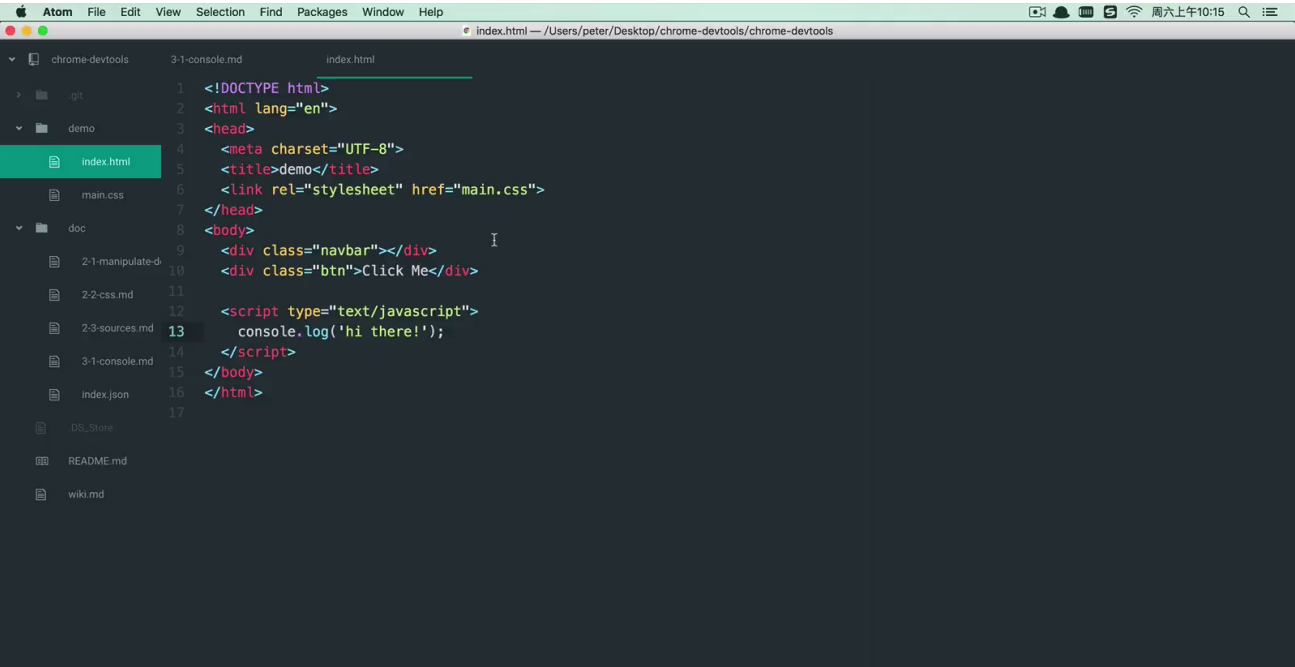 Atom File Edit View Selection Find Packages Window Help 周六上午10:15
index.html — /Users/peter/Desktop/chrome-devtools/chrome-devtools
chrome-devtools
.git
demo
index.html
main.css
doc
2-1-manipulate-do
2-2-css.md
2-3-sources.md
3-1-console.md
index.json
.DS_Store
README.md
wiki.md
3-1-console.md index.html
1 <!DOCTYPE html>
2 <html lang="en">
3 <head>
4 <meta charset="UTF-8">
5 <title>demo</title>
6 <link rel="stylesheet" href="main.css">
7 </head>
8 <body>
9 <div class="navbar"></div>
10 <div class="btn">Click Me</div>
11
12 <script type="text/javascript">
13 console.log('hi there!');
14 </script>
15 </body>
16 </html>
17